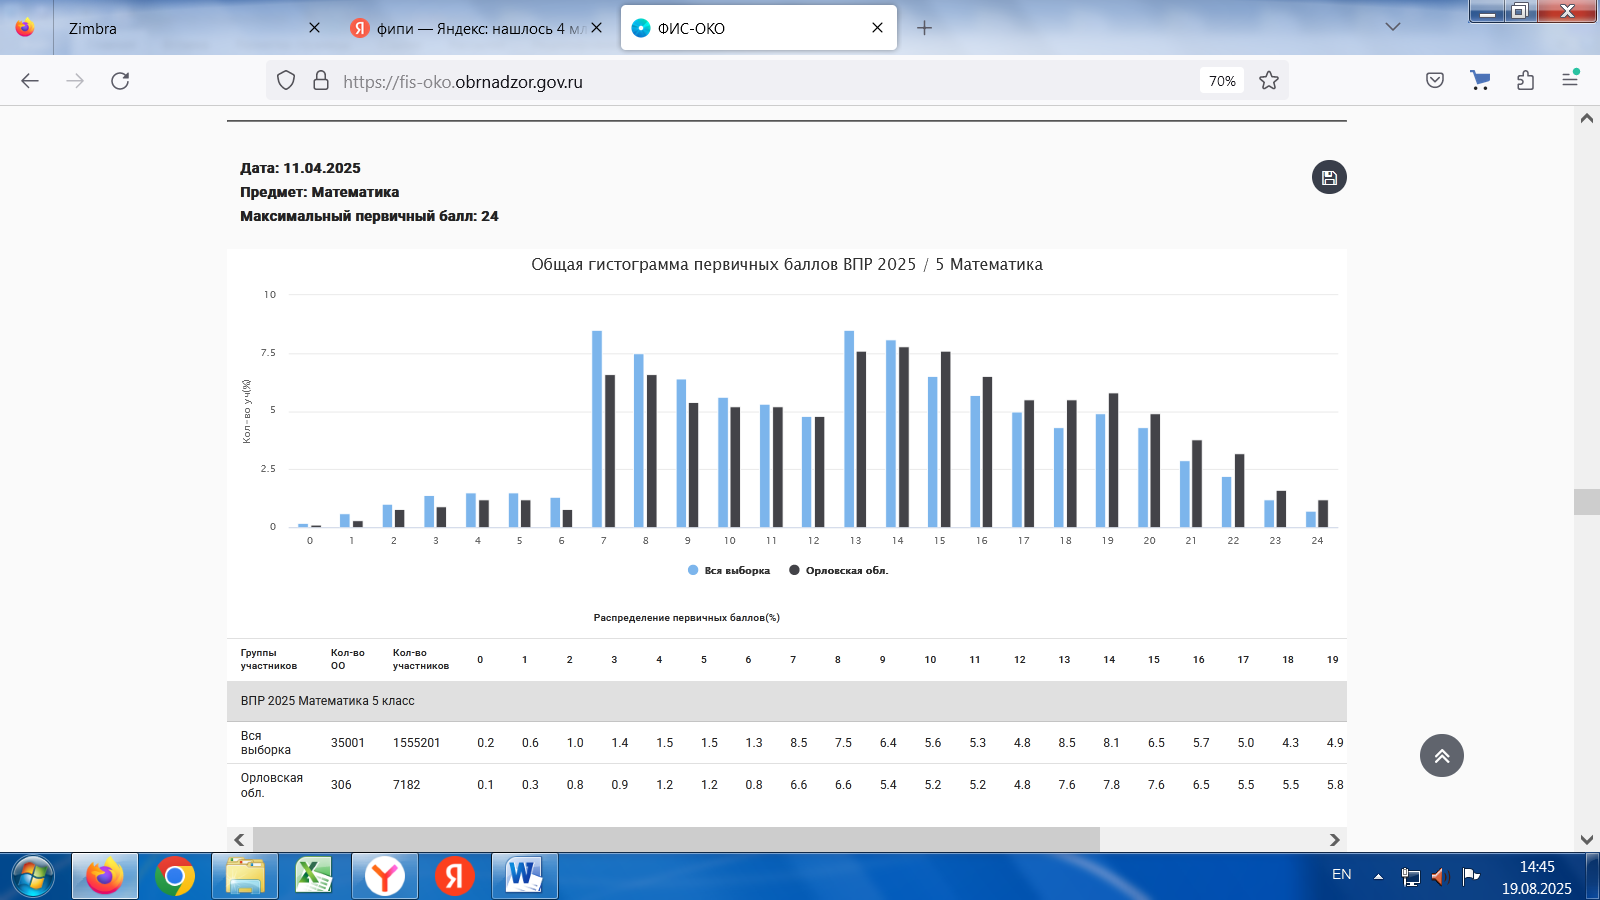 Zimbra
фипи — Яндекс: нашлось 4 мл
ФИС-ОКО
https://fis-oko.obrnadzor.gov.ru
70%
Дата: 11.04.2025
Предмет: Математика
Максимальный первичный балл: 24
Общая гистограмма первичных баллов ВПР 2025 / 5 Математика
Кол-во уч(%)
10
7.5
5
2.5
0
0 1 2 3 4 5 6 7 8 9 10 11 12 13 14 15 16 17 18 19 20 21 22 23 24
Вся выборка Орловская обл.
Распределение первичных баллов(%)
Группы участников Кол-во ОО Кол-во участников 0 1 2 3 4 5 6 7 8 9 10 11 12 13 14 15 16 17 18 19
ВПР 2025 Математика 5 класс
Вся выборка 35001 1555201 0.2 0.6 1.0 1.4 1.5 1.5 1.3 8.5 7.5 6.4 5.6 5.3 4.8 8.5 8.1 6.5 5.7 5.0 4.3 4.9
Орловская обл. 306 7182 0.1 0.3 0.8 0.9 1.2 1.2 0.8 6.6 6.6 5.4 5.2 5.2 4.8 7.6 7.8 7.6 6.5 5.5 5.5 5.8
EN
14:45
19.08.2025